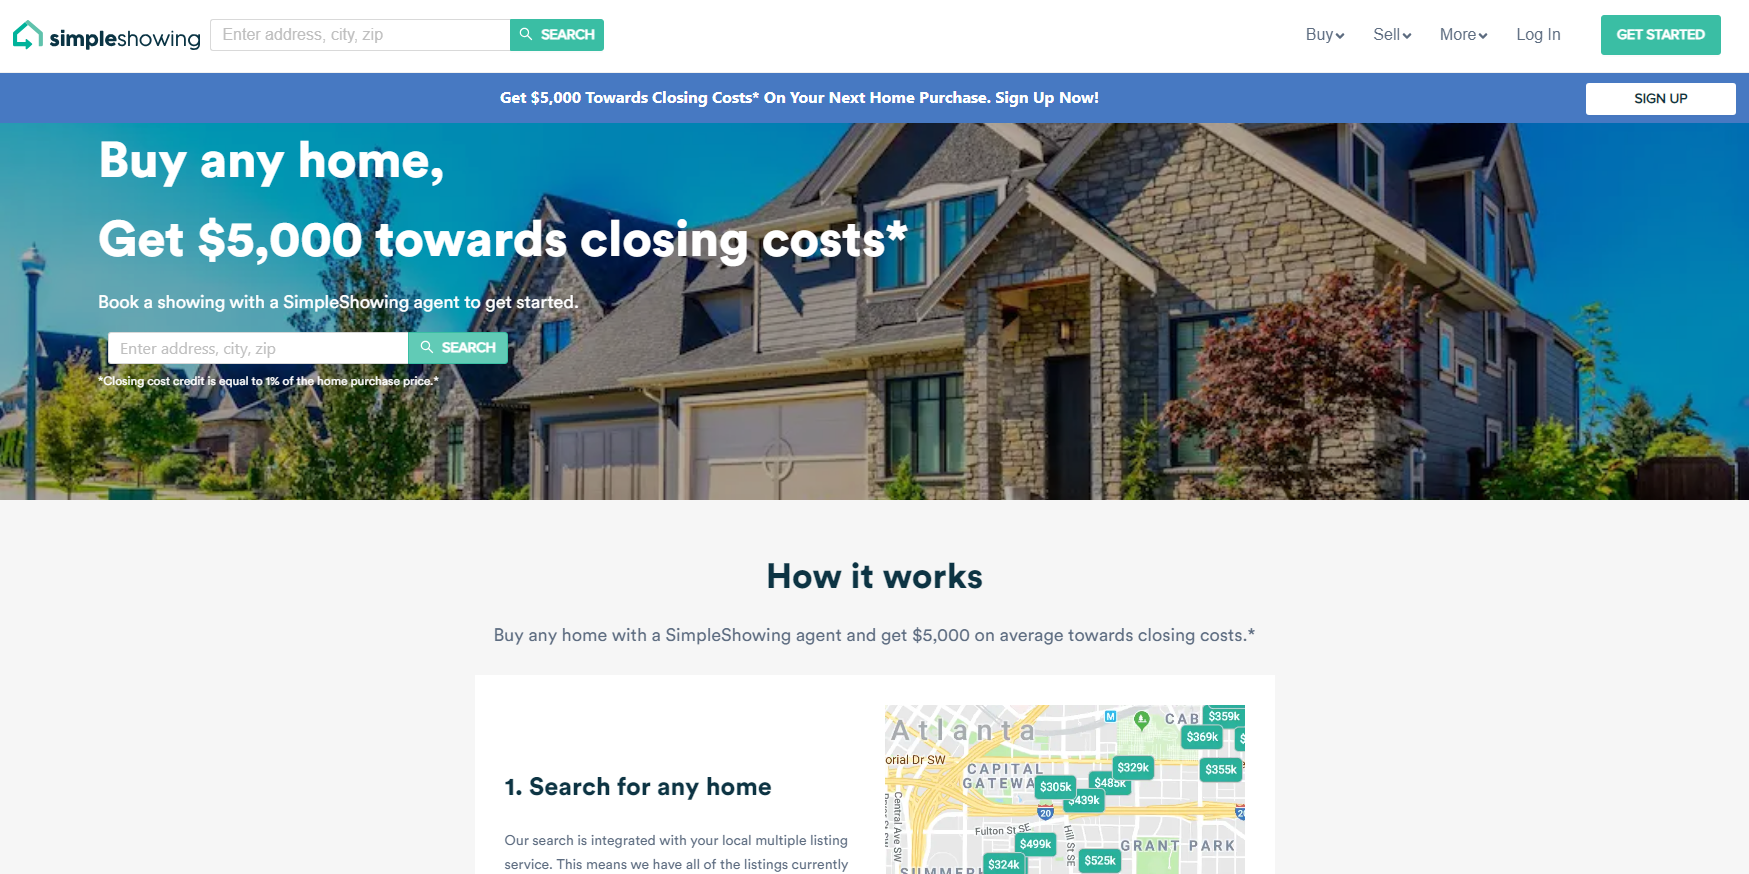 simpleshowing
Enter address, city, zip
SEARCH
Buy
Sell
More
Log In
GET STARTED
Get $5,000 Towards Closing Costs* On Your Next Home Purchase. Sign Up Now!
SIGN UP
Buy any home,
Get $5,000 towards closing costs*
Book a showing with a SimpleShowing agent to get started.
Enter address, city, zip
SEARCH
*Closing cost credit is equal to 1% of the home purchase price.*
How it works
Buy any home with a SimpleShowing agent and get $5,000 on average towards closing costs.*
1. Search for any home
Our search is integrated with your local multiple listing
service. This means we have all of the listings currently
Atlanta
M
CAB
$359k
$369k
$
orial Dr SW
CAPITAL
GATEWA
$329k
$355k
$305k
$485k
$439k
20
20
Central Ave SW
Fulton St SE
Hill St SE
$499k
GRANT PARK
$324k
$525k
SUMMERH